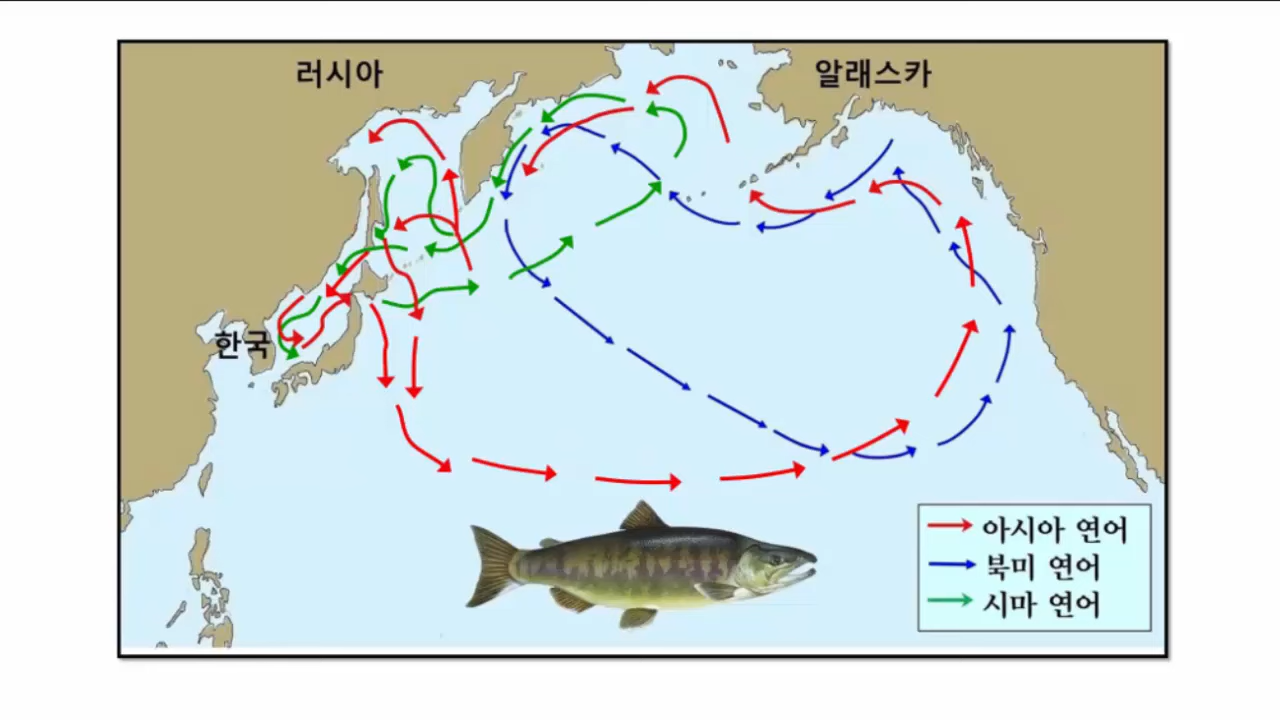 러시아
알래스카
한국
아시아 연어
북미 연어
시마 연어